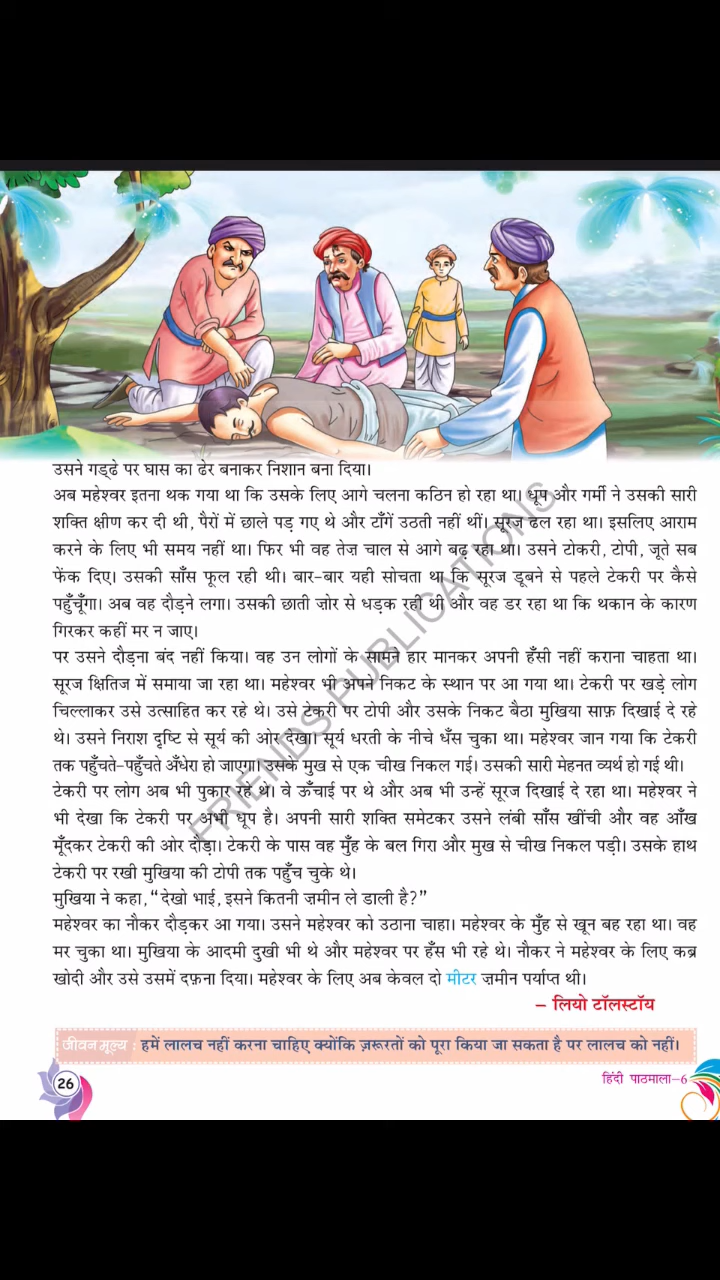 उसने गड्ढे पर घास का ढेर बनाकर निशान बना दिया।
अब महेश्वर इतना थक गया था कि उसके लिए आगे चलना कठिन हो रहा था। धूप और गर्मी ने उसकी सारी
शक्ति क्षीण कर दी थी, पैरों में छाले पड़ गए थे और टाँगें उठती नहीं थीं। सूरज ढल रहा था। इसलिए आराम
करने के लिए भी समय नहीं था। फिर भी वह तेज़ चाल से आगे बढ़ रहा था। उसने टोकरी, टोपी, जूते सब
फेंक दिए। उसकी साँस फूल रही थी। बार-बार यही सोचता था कि सूरज डूबने से पहले टेकरी पर कैसे
पहुँचूँगा। अब वह दौड़ने लगा। उसकी छाती जोर से धड़क रही थी और वह डर रहा था कि थकान के कारण
गिरकर कहीं मर न जाए।
पर उसने दौड़ना बंद नहीं किया। वह उन लोगों के सामने हार मानकर अपनी हँसी नहीं कराना चाहता था।
सूरज क्षितिज में समाया जा रहा था। महेश्वर भी अपने निकट के स्थान पर आ गया था। टेकरी पर खड़े लोग
चिल्लाकर उसे उत्साहित कर रहे थे। उसे टेकरी पर टोपी और उसके निकट बैठा मुखिया साफ़ दिखाई दे रहे
थे। उसने निराश दृष्टि से सूर्य की ओर देखा। सूर्य धरती के नीचे धँस चुका था। महेश्वर जान गया कि टेकरी
तक पहुँचते-पहुँचते अँधेरा हो जाएगा। उसके मुख से एक चीख निकल गई। उसकी सारी मेहनत व्यर्थ हो गई थी।
टेकरी पर लोग अब भी पुकार रहे थे। वे ऊँचाई पर थे और अब भी उन्हें सूरज दिखाई दे रहा था। महेश्वर ने
भी देखा कि टेकरी पर अभी धूप है। अपनी सारी शक्ति समेटकर उसने लंबी साँस खींची और वह आँख
मूँदकर टेकरी की ओर दौड़ा। टेकरी के पास वह मुँह के बल गिरा और मुख से चीख निकल पड़ी। उसके हाथ
टेकरी पर रखी मुखिया की टोपी तक पहुँच चुके थे।
मुखिया ने कहा, “देखो भाई, इसने कितनी ज़मीन ले डाली है?”
महेश्वर का नौकर दौड़कर आ गया। उसने महेश्वर को उठाना चाहा। महेश्वर के मुँह से खून बह रहा था। वह
मर चुका था। मुखिया के आदमी दुखी भी थे और महेश्वर पर हँस भी रहे थे। नौकर ने महेश्वर के लिए कब्र
खोदी और उसे उसमें दफ़ना दिया। महेश्वर के लिए अब केवल दो मीटर ज़मीन पर्याप्त थी।
– लियो टॉलस्टॉय
जीवन मूल्य : हमें लालच नहीं करना चाहिए क्योंकि ज़रूरतों को पूरा किया जा सकता है पर लालच को नहीं।
26
हिंदी पाठमाला-6
FRIENDS PUBLICATIONS